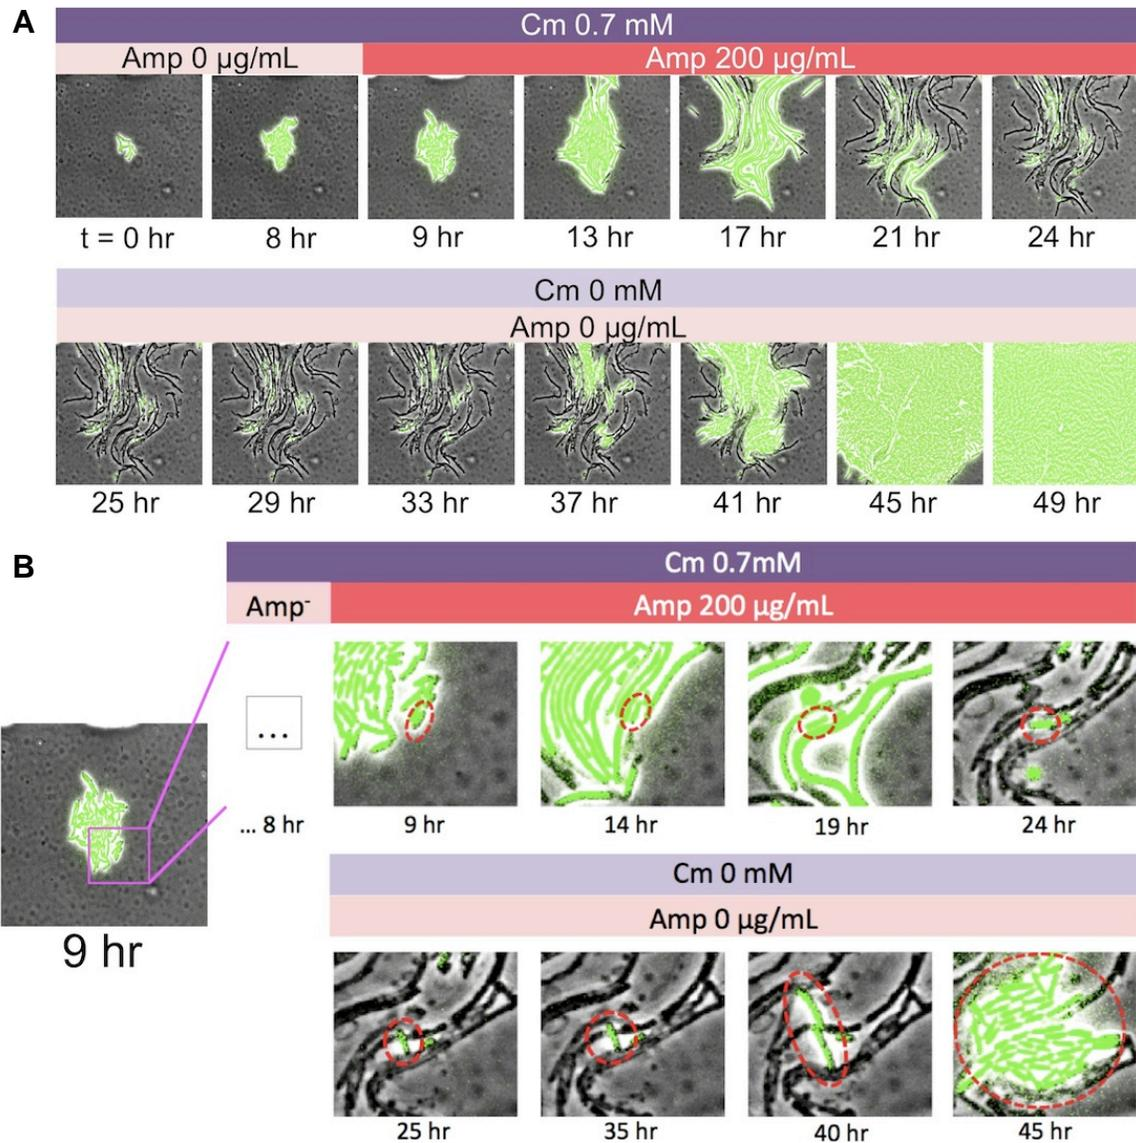 A
Cm 0.7 mM
Amp 0 µg/mL Amp 200 µg/mL
t = 0 hr 8 hr 9 hr 13 hr 17 hr 21 hr 24 hr
Cm 0 mM
Amp 0 µg/mL
25 hr 29 hr 33 hr 37 hr 41 hr 45 hr 49 hr
B
Cm 0.7mM
Amp⁻ Amp 200 µg/mL
...
... 8 hr 9 hr 14 hr 19 hr 24 hr
Cm 0 mM
Amp 0 µg/mL
9 hr
25 hr 35 hr 40 hr 45 hr